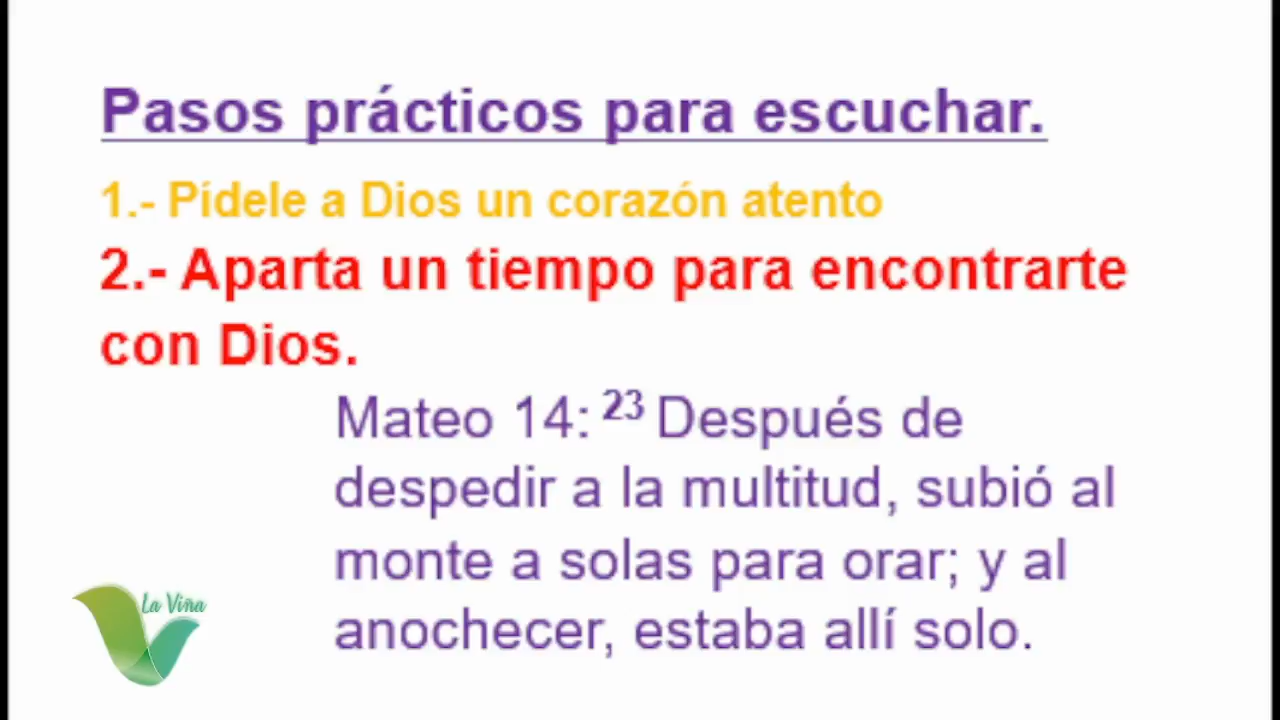 Pasos prácticos para escuchar.
1.- Pídele a Dios un corazón atento
2.- Aparta un tiempo para encontrarte
con Dios.
Mateo 14: 23 Después de
despedir a la multitud, subió al
monte a solas para orar; y al
anochecer, estaba allí solo.
La Viña